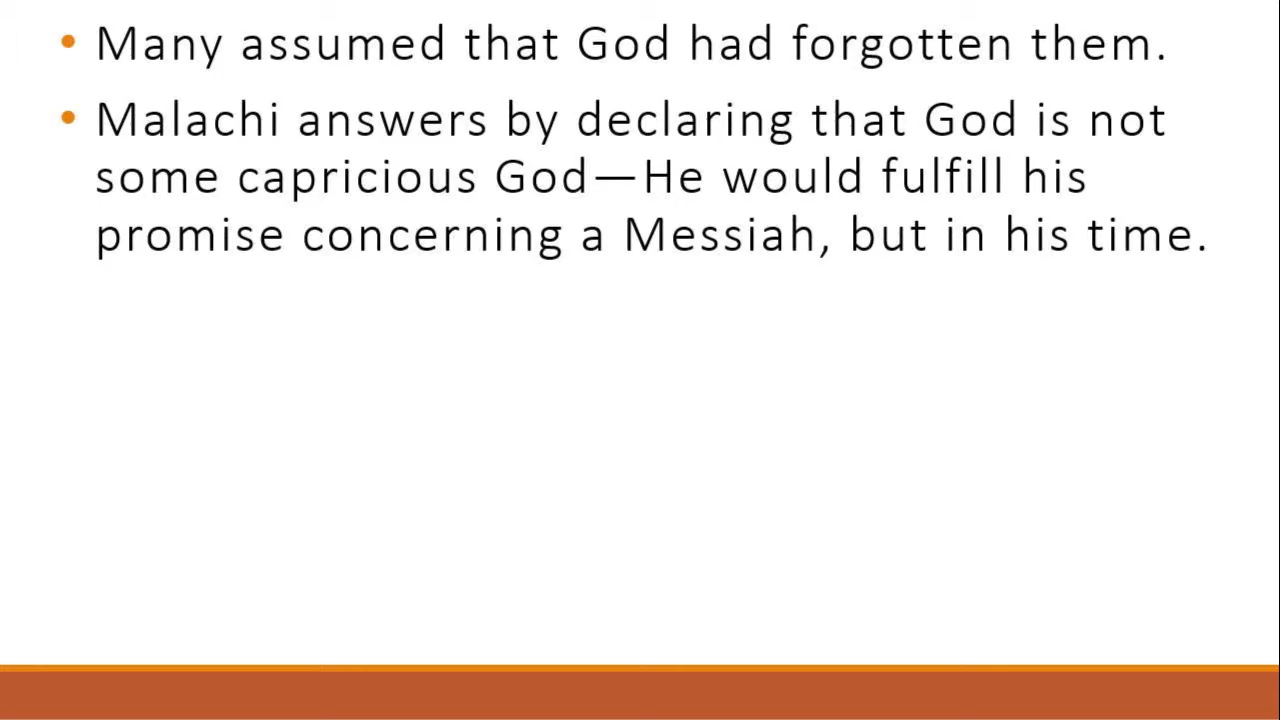 • Many assumed that God had forgotten them.
• Malachi answers by declaring that God is not
some capricious God—He would fulfill his
promise concerning a Messiah, but in his time.